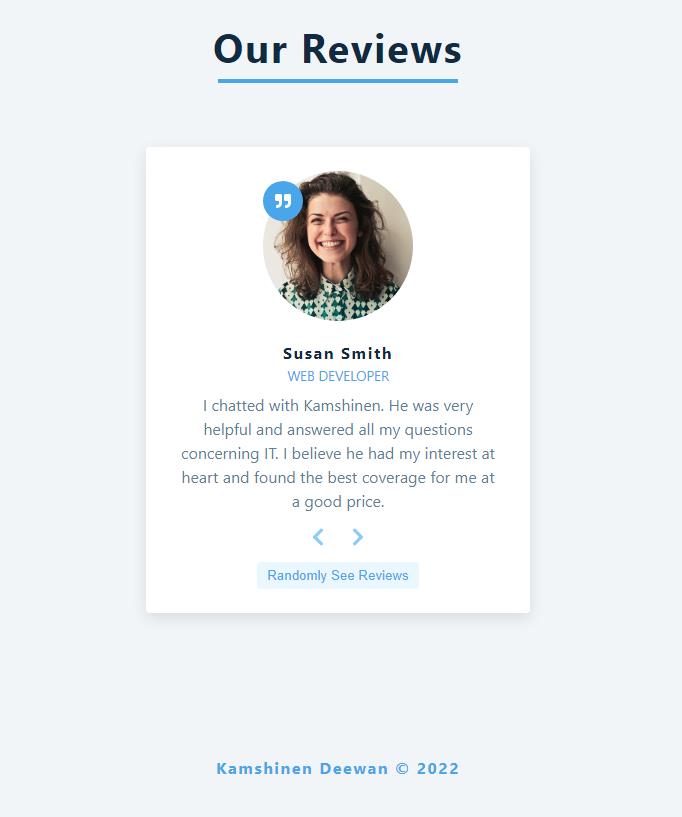 Our Reviews
Susan Smith
WEB DEVELOPER
I chatted with Kamshinen. He was very
helpful and answered all my questions
concerning IT. I believe he had my interest at
heart and found the best coverage for me at
a good price.
Randomly See Reviews
Kamshinen Deewan © 2022